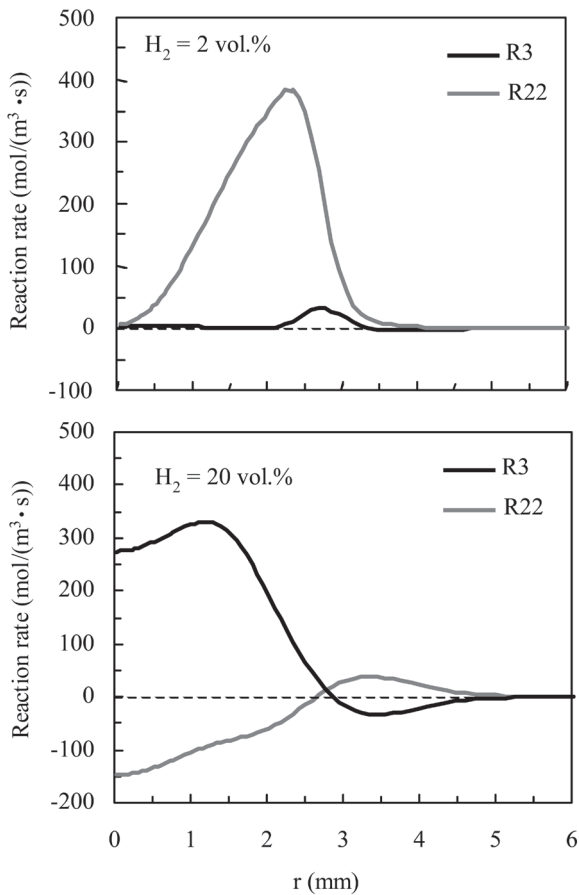 500
400
300
200
100
0
-100
Reaction rate (mol/(m³ •s))
H₂ = 2 vol.%
R3
R22
500
400
300
200
100
0
-100
-200
Reaction rate (mol/(m³• s))
H₂ = 20 vol.%
R3
R22
0 1 2 3 4 5 6
r (mm)